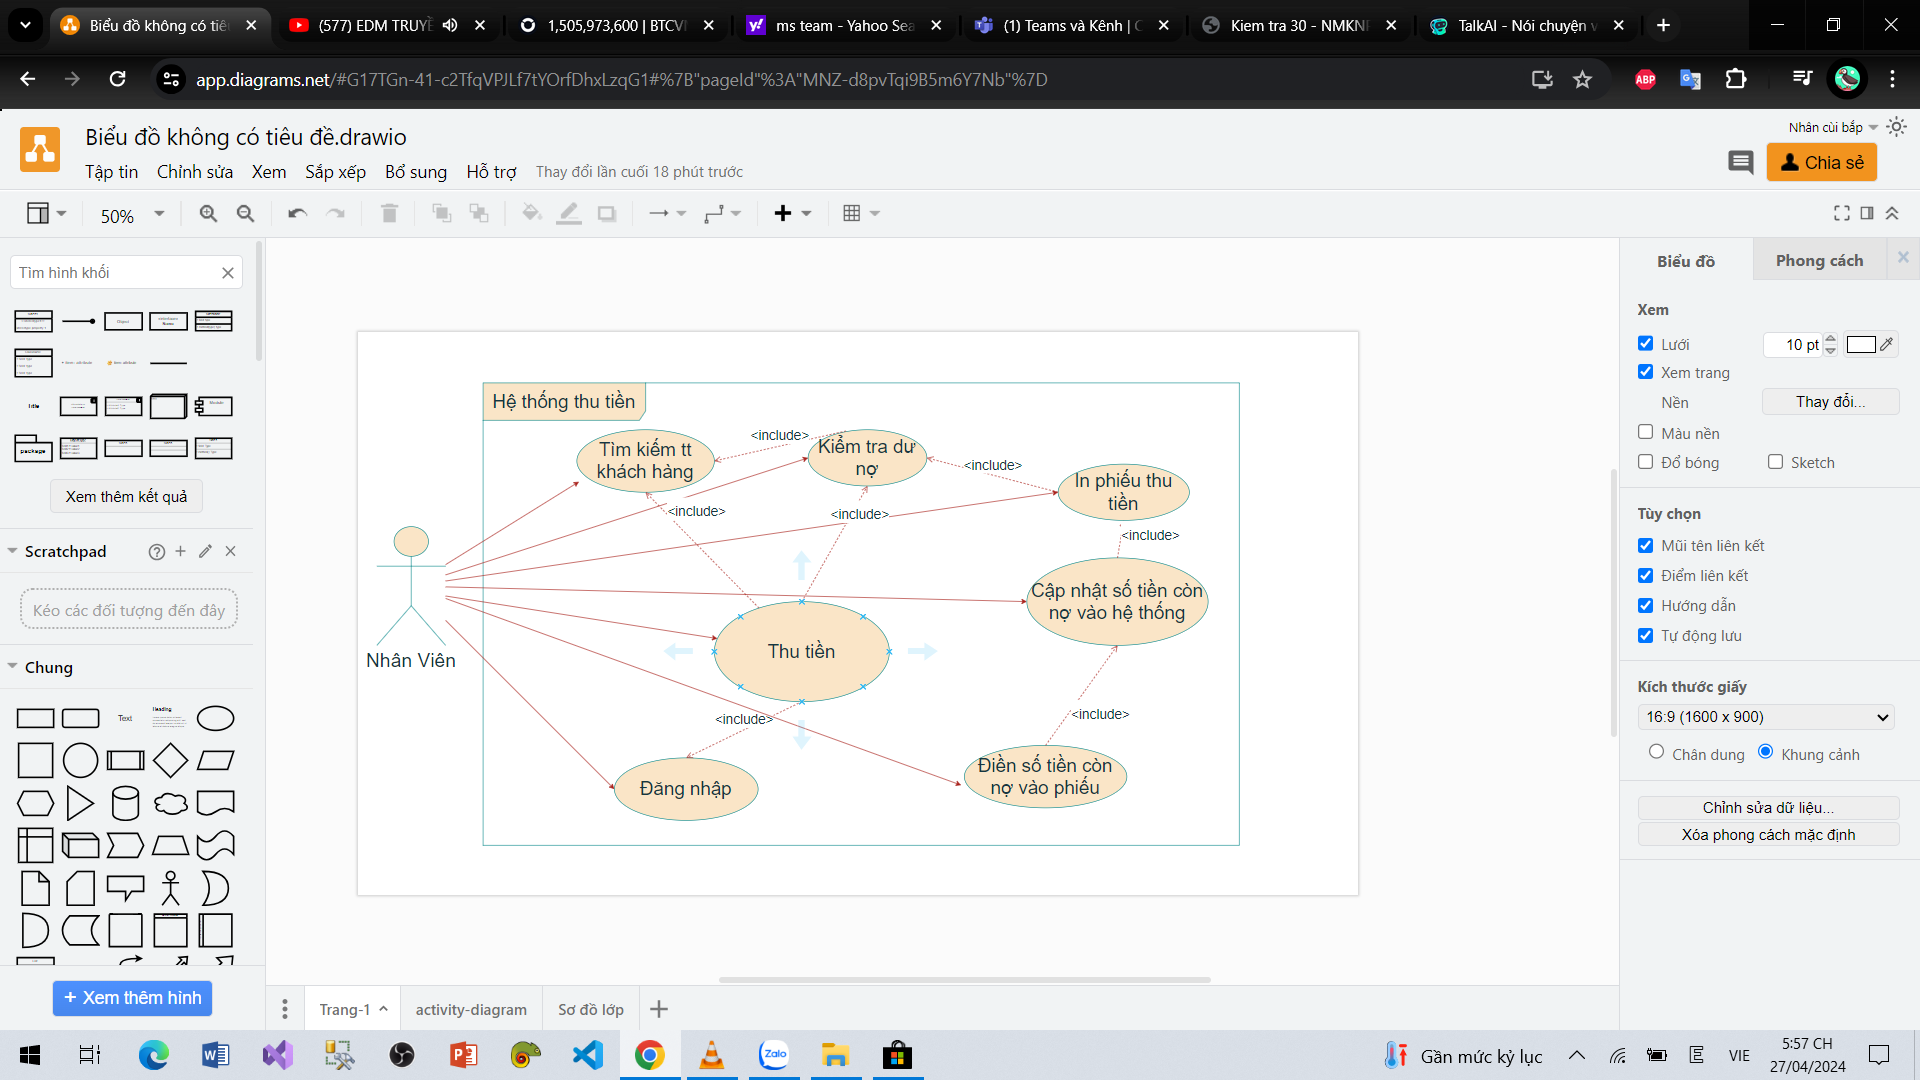 Biểu đồ không có tiê
(577) EDM TRUYỀ
1,505,973,600 | BTCV
ms team - Yahoo Sea
(1) Teams và Kênh | C
Kiem tra 30 - NMKNP
TalkAI - Nói chuyện v
app.diagrams.net/#G17TGn-41-c2TfqVPJLf7tYOrfDhxLzqG1#%7B"pageId"%3A"MNZ-d8pvTqi9B5m6Y7Nb"%7D
ABP
Biểu đồ không có tiêu đề.drawio
Nhân cùi bắp
Tập tin Chỉnh sửa Xem Sắp xếp Bổ sung Hỗ trợ Thay đổi lần cuối 18 phút trước
Chia sẻ
50%
Tìm hình khối
Title
package
Xem thêm kết quả
Scratchpad
Kéo các đối tượng đến đây
Chung
Text
Heading
+ Xem thêm hình
Hệ thống thu tiền
Tìm kiếm tt
khách hàng
<include>
Kiểm tra dư
nợ
<include>
In phiếu thu
tiền
<include>
<include>
<include>
Cập nhật số tiền còn
nợ vào hệ thống
Nhân Viên
Thu tiền
<include>
<include>
Điền số tiền còn
nợ vào phiếu
Đăng nhập
Biểu đồ
Phong cách
Xem
Lưới
10 pt
Xem trang
Nền
Thay đổi...
Màu nền
Đổ bóng
Sketch
Tùy chọn
Mũi tên liên kết
Điểm liên kết
Hướng dẫn
Tự động lưu
Kích thước giấy
16:9 (1600 x 900)
Chân dung
Khung cảnh
Chỉnh sửa dữ liệu...
Xóa phong cách mặc định
Trang-1
activity-diagram
Sơ đồ lớp
Zalo
Gần mức kỷ lục
VIE
5:57 CH
27/04/2024